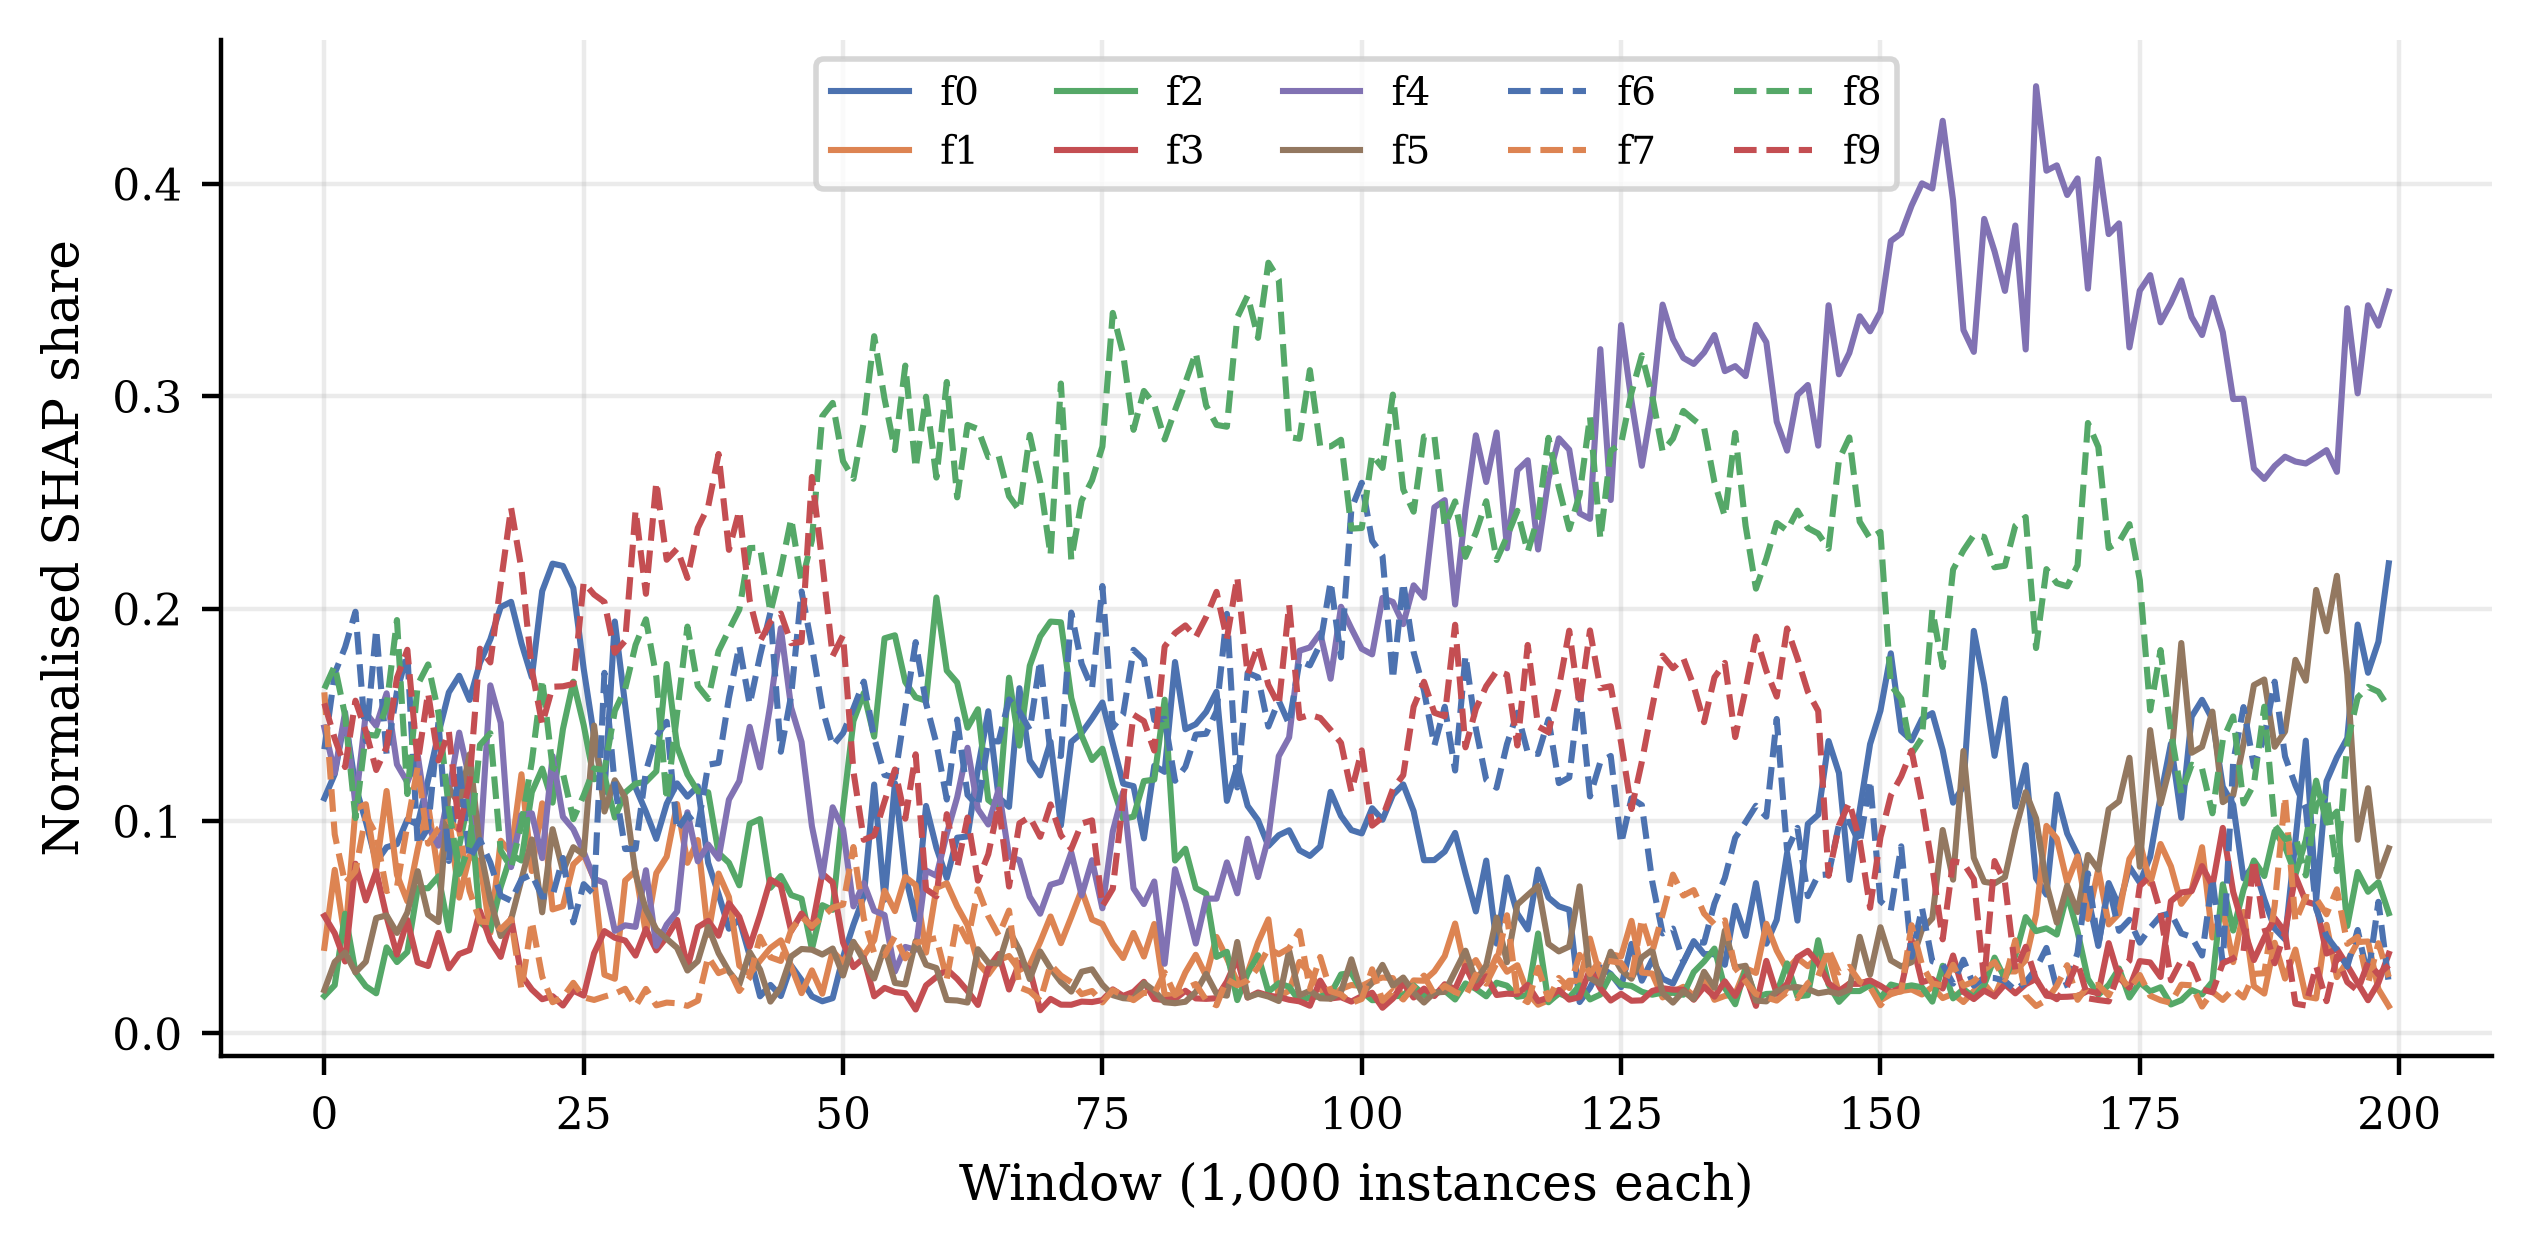 f0 f2 f4 f6 f8
f1 f3 f5 f7 f9
Normalised SHAP share
0.4
0.3
0.2
0.1
0.0
0 25 50 75 100 125 150 175 200
Window (1,000 instances each)